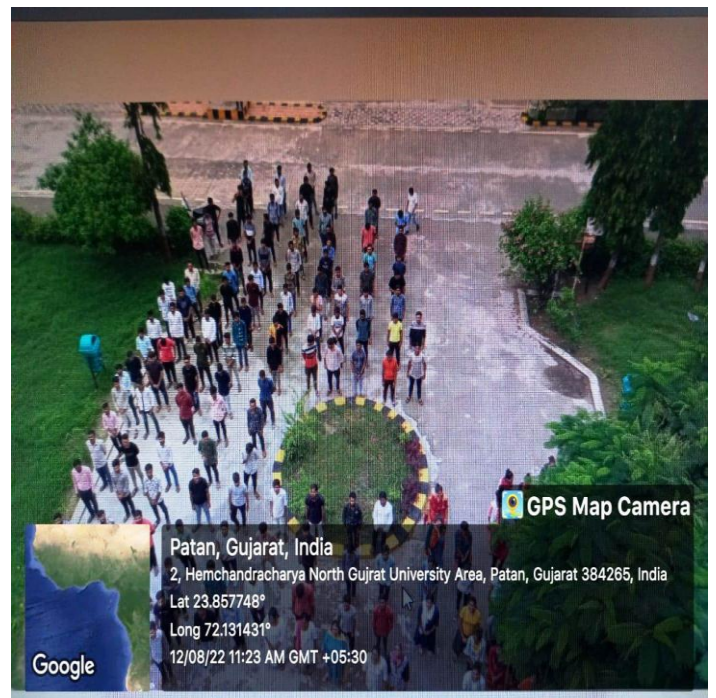 GPS Map Camera
Patan, Gujarat, India
2, Hemchandracharya North Gujrat University Area, Patan, Gujarat 384265, India
Lat 23.857748°
Long 72.131431°
12/08/22 11:23 AM GMT +05:30
Google